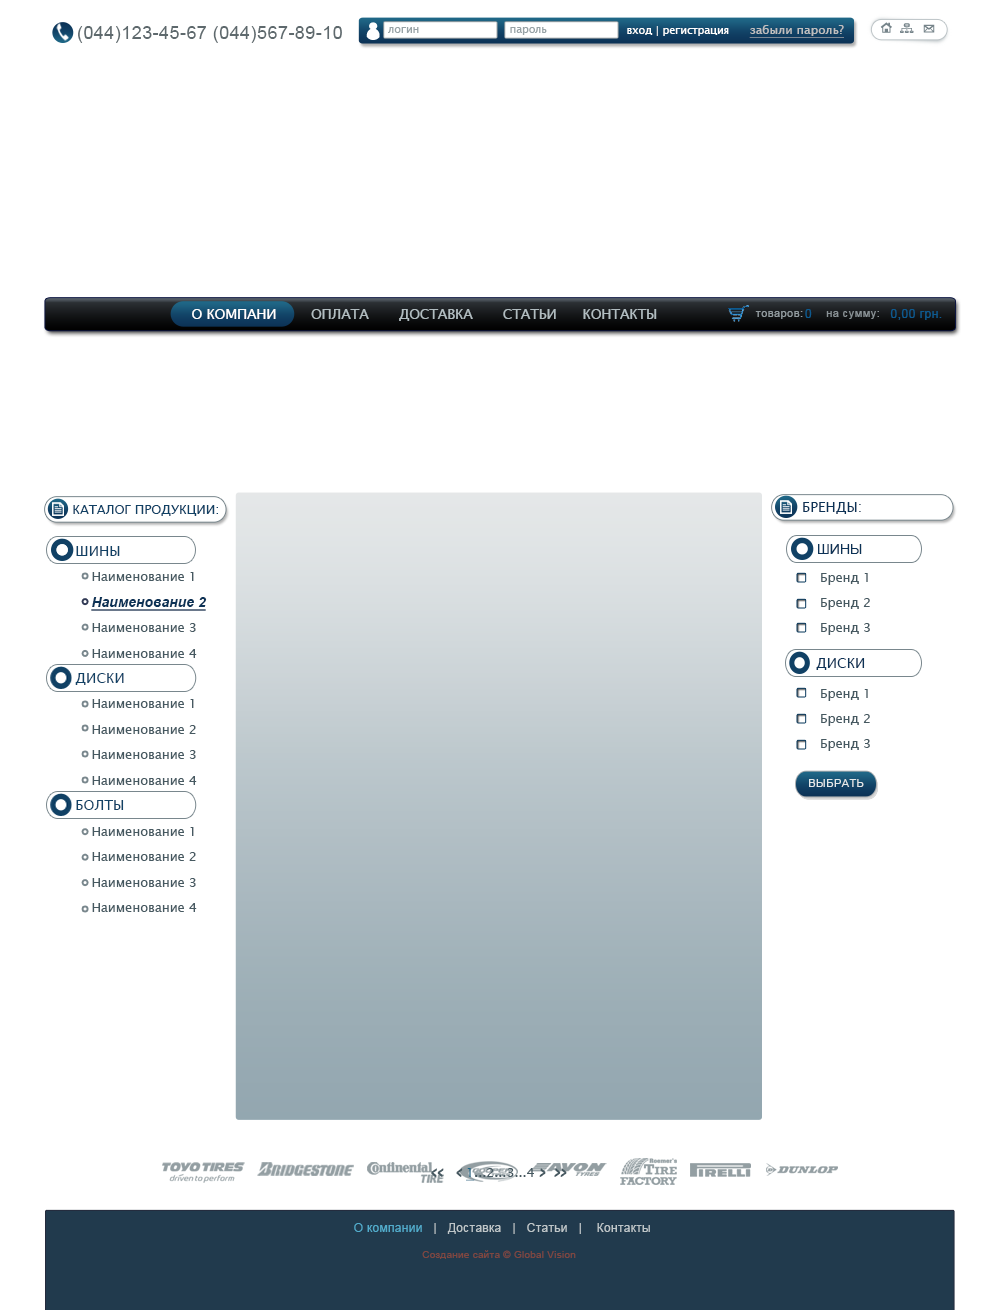 (044)123-45-67 (044)567-89-10
логин пароль вход | регистрация забыли пароль?
О КОМПАНИ ОПЛАТА ДОСТАВКА СТАТЬИ КОНТАКТЫ товаров: 0 на сумму: 0,00 грн.
КАТАЛОГ ПРОДУКЦИИ:
ШИНЫ
Наименование 1
Наименование 2
Наименование 3
Наименование 4
ДИСКИ
Наименование 1
Наименование 2
Наименование 3
Наименование 4
БОЛТЫ
Наименование 1
Наименование 2
Наименование 3
Наименование 4
БРЕНДЫ:
ШИНЫ
Бренд 1
Бренд 2
Бренд 3
ДИСКИ
Бренд 1
Бренд 2
Бренд 3
ВЫБРАТЬ
TOYO TIRES
driven to perform
BRIDGESTONE
Continental
TIRE
<< < 1...2...3...4 > >>
AVON
TYRES
Roemer's
TIRE
FACTORY
PIRELLI
DUNLOP
О компании | Доставка | Статьи | Контакты
Создание сайта © Global Vision